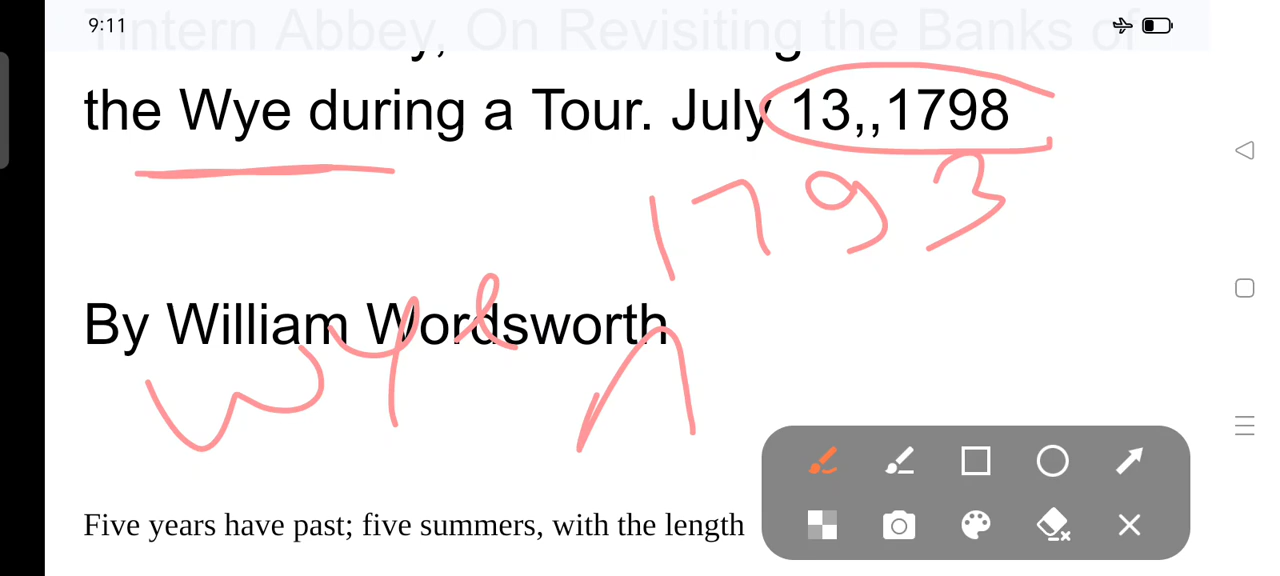 9:11
Tintern Abbey, On Revisiting the Banks of
the Wye during a Tour. July 13,,1798
1793
By William Wordsworth
wye
Five years have past; five summers, with the length